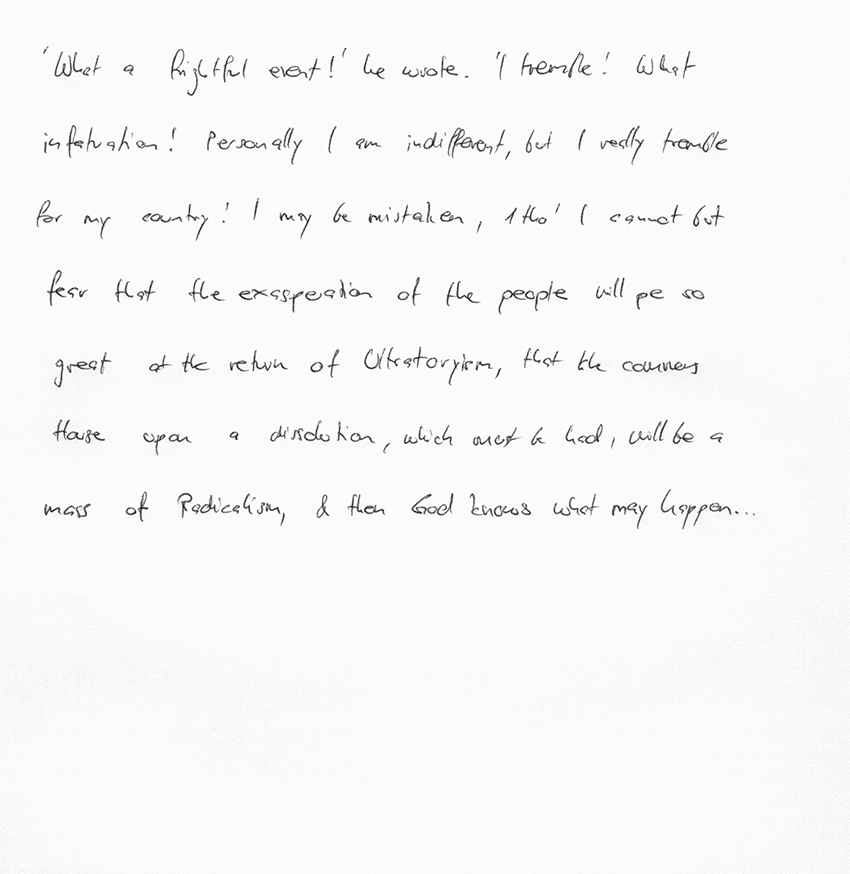 'What a frightful event!' he wrote. 'I tremble! What
infatuation! Personally I am indifferent, but I really tremble
for my country! I may be mistaken, tho' I cannot but
fear that the exasperation of the people will pe so
great at the return of Ultratoryism, that the commons
House upon a dissolution, which must be had, will be a
mass of Radicalism, & then God knows what may happen...